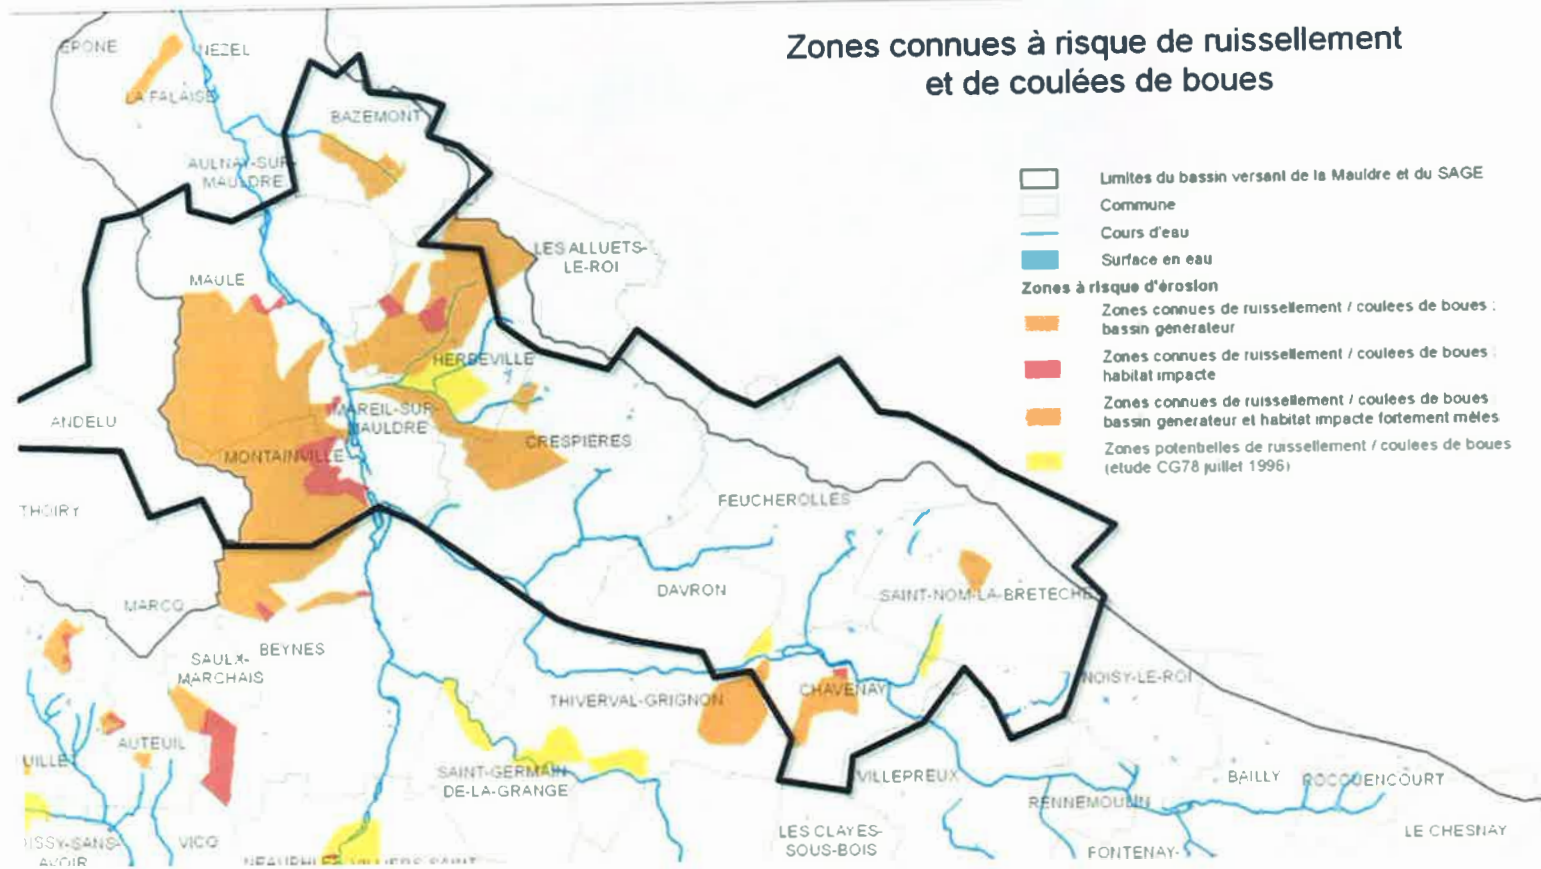 Zones connues à risque de ruissellement
et de coulées de boues
Limites du bassin versant de la Mauldre et du SAGE
Commune
Cours d'eau
Surface en eau
Zones à risque d'érosion
Zones connues de ruissellement / coulees de boues :
bassin generateur
Zones connues de ruissellement / coulees de boues :
habitat impacte
Zones connues de ruissellement / coulees de boues
bassin generateur et habitat impacte fortement mêles
Zones potentielles de ruissellement / coulees de boues
(etude CG78 juillet 1996)
EPONE
NEZEL
LA FALAISE
BAZEMONT
AULNAY-SUR-
MAULDRE
LES ALLUETS-
LE-ROI
MAULE
HERBEVILLE
ANDELU
MAREIL-SUR-
MAULDRE
CRESPIERES
MONTAINVILLE
THOIRY
FEUCHEROLLES
MARCQ
DAVRON
SAINT-NOM-LA-BRETECHE
BEYNES
SAULX-
MARCHAIS
THIVERVAL-GRIGNON
CHAVENAY
NOISY-LE-ROI
AUTEUIL
UILLE
SAINT-GERMAIN
DE-LA-GRANGE
VILLEPREUX
BAILLY
ROCQUENCOURT
RENNEMOULIN
LES CLAYES-
SOUS-BOIS
LE CHESNAY
VICQ
ISSY-SANS-
AVOIR
FONTENAY-